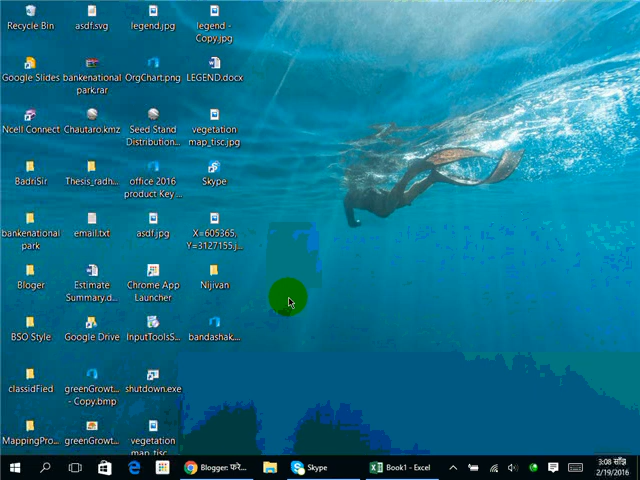 Recycle Bin
asdf.svg
legend.jpg
legend -
Copy.jpg
Google Slides
bankenational
park.rar
OrgChart.png
LEGEND.docx
Ncell Connect
Chautaro.kmz
Seed Stand
Distribution...
vegetation
map_tisc.jpg
BadriSir
Thesis_radh...
office 2016
product Key....
Skype
bankenational
park
email.txt
asdf.jpg
X=605365,
Y=3127155.j...
Bloger
Estimate
Summary.d...
Chrome App
Launcher
Nijivan
BSO Style
Google Drive
InputToolsS...
bandashak....
classidFied
greenGrowt...
- Copy.bmp
shutdown.exe
MappingPro...
greenGrowt...
vegetation
map_tisc...
Blogger: फरे...
Skype
Book1 - Excel
3:08 साँझ
2/19/2016